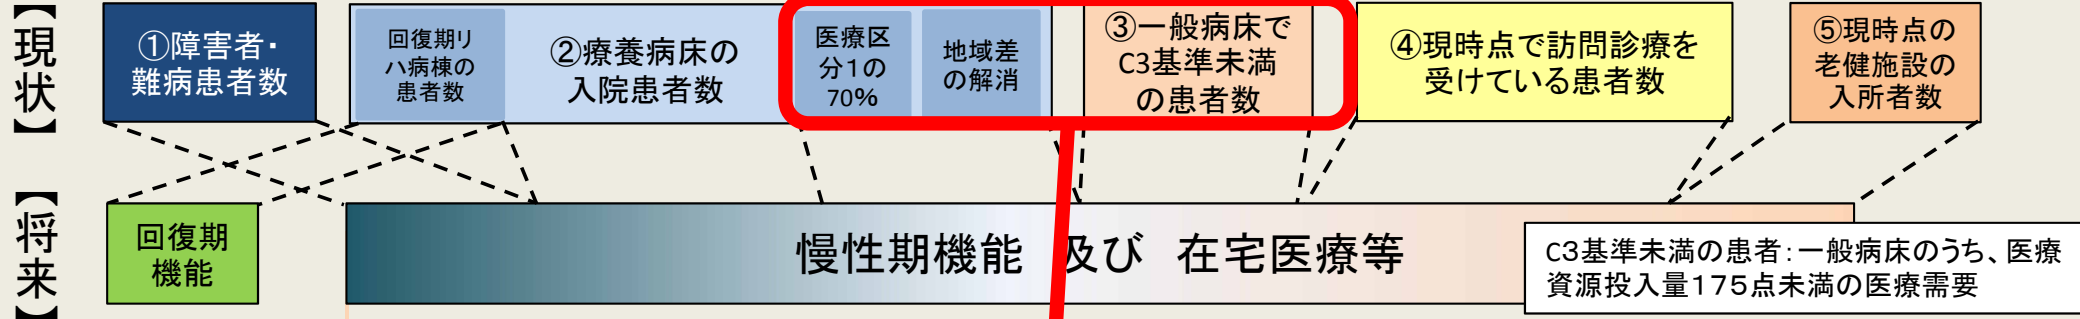 【現状】
①障害者・
難病患者数
回復期リ
ハ病棟の
患者数
②療養病床の
入院患者数
医療区
分1の
70%
地域差
の解消
③一般病床で
C3基準未満
の患者数
④現時点で訪問診療を
受けている患者数
⑤現時点の
老健施設の
入所者数
【将来】
回復期
機能
慢性期機能 及び 在宅医療等
C3基準未満の患者：一般病床のうち、医療
資源投入量175点未満の医療需要